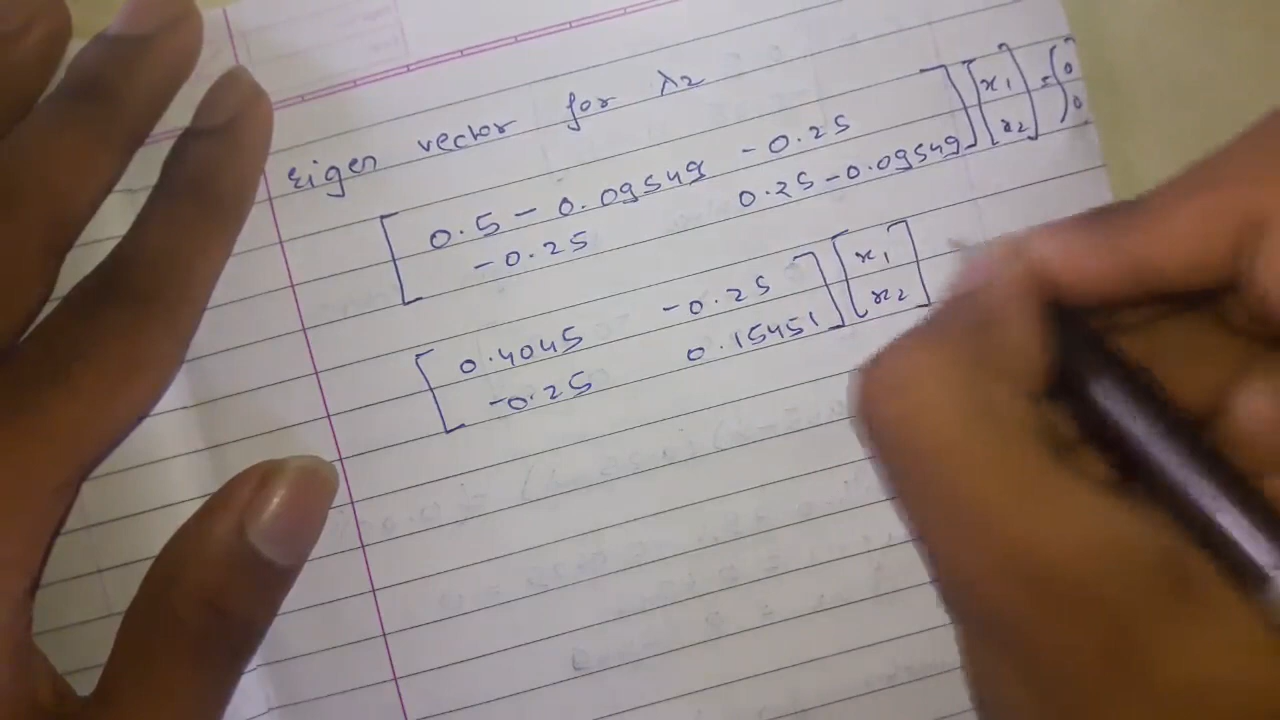 Eigen vector for λ2
[ 0.5 - 0.09549 - 0.25 ] [ x1 ] = [ 0
- 0.25 0.25 - 0.09549 ] [ x2 ] 0
[ 0.4045 - 0.25 ] [ x1 ]
-0.25 0.15451 ] [ x2 ]